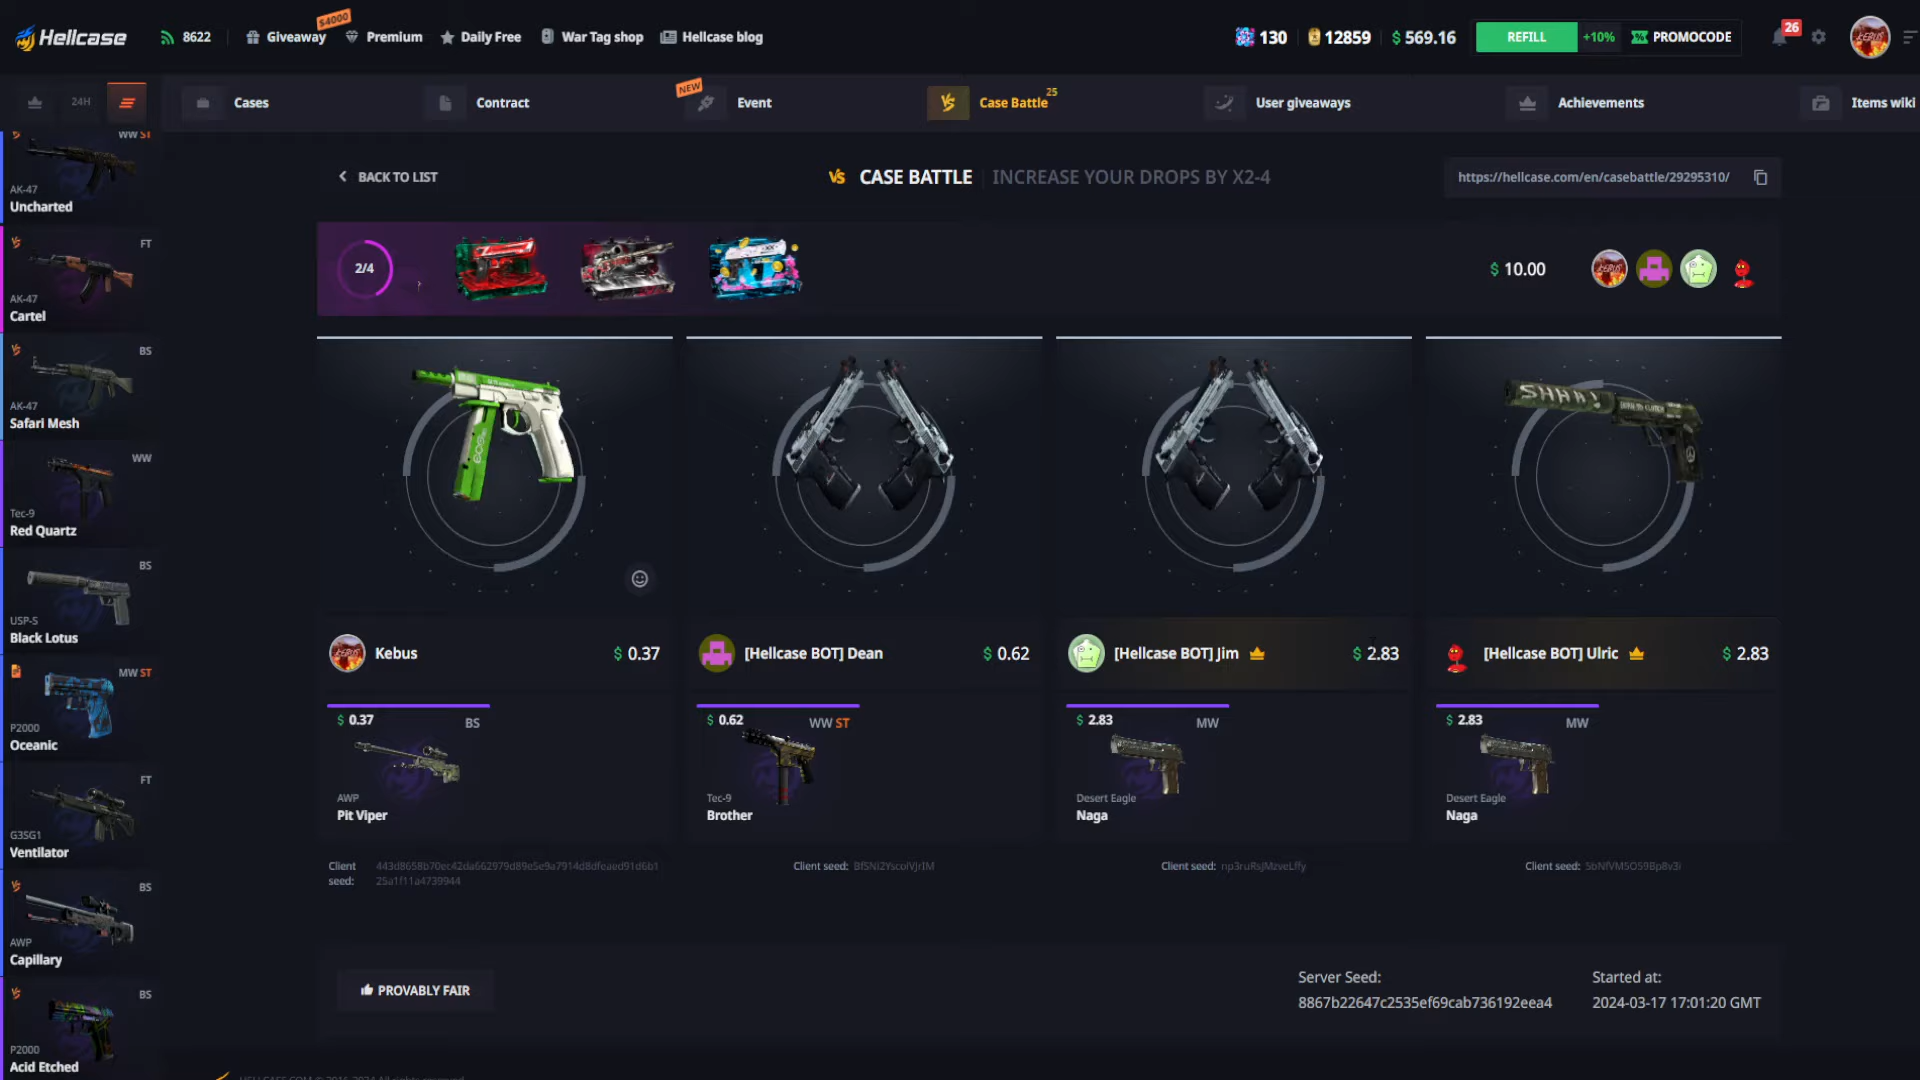 Hellcase
8622
Giveaway
$4000
Premium
Daily Free
War Tag shop
Hellcase blog
130
12859
$ 569.16
REFILL
+10%
PROMOCODE
26
24H
Cases
Contract
NEW
Event
Case Battle
25
User giveaways
Achievements
Items wiki
WW ST
AK-47
Uncharted
FT
AK-47
Cartel
BS
AK-47
Safari Mesh
WW
Tec-9
Red Quartz
BS
USP-S
Black Lotus
MW ST
P2000
Oceanic
FT
G3SG1
Ventilator
BS
AWP
Capillary
BS
P2000
Acid Etched
BACK TO LIST
VS CASE BATTLE | INCREASE YOUR DROPS BY X2-4
https://hellcase.com/en/casebattle/29295310/
2/4
$ 10.00
Kebus
$ 0.37
[Hellcase BOT] Dean
$ 0.62
[Hellcase BOT] Jim
$ 2.83
[Hellcase BOT] Ulric
$ 2.83
$ 0.37
BS
AWP
Pit Viper
$ 0.62
WW ST
Tec-9
Brother
$ 2.83
MW
Desert Eagle
Naga
$ 2.83
MW
Desert Eagle
Naga
Client seed:
Client seed:
Client seed:
Client seed:
PROVABLY FAIR
Server Seed:
8867b22647c2535ef69cab736192eea4
Started at:
2024-03-17 17:01:20 GMT